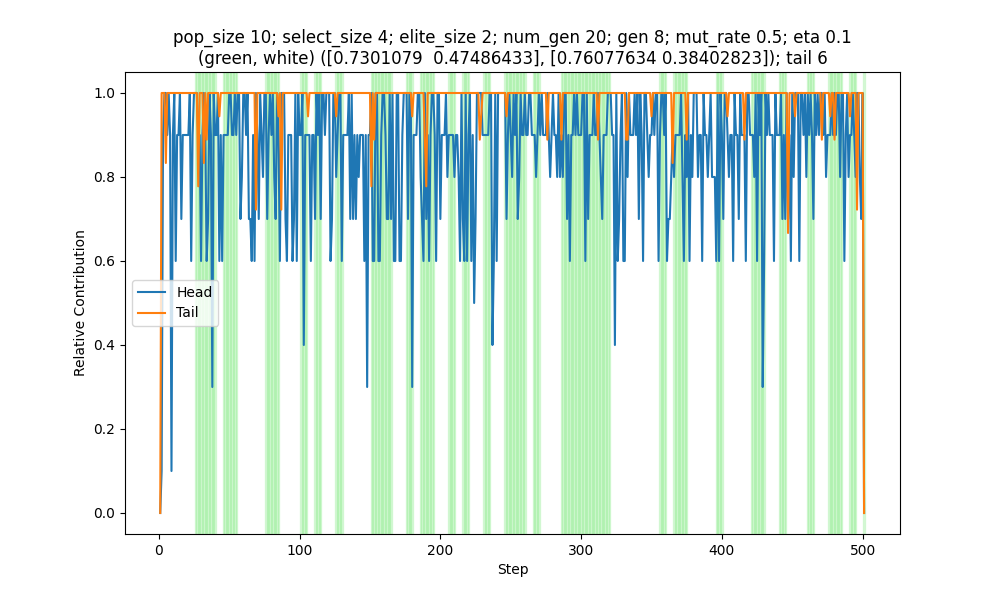 pop_size 10; select_size 4; elite_size 2; num_gen 20; gen 8; mut_rate 0.5; eta 0.1
(green, white) ([0.7301079  0.47486433], [0.76077634 0.38402823]); tail 6
1.0
0.8
0.6
0.4
0.2
0.0
Relative Contribution
Head
Tail
0
100
200
300
400
500
Step